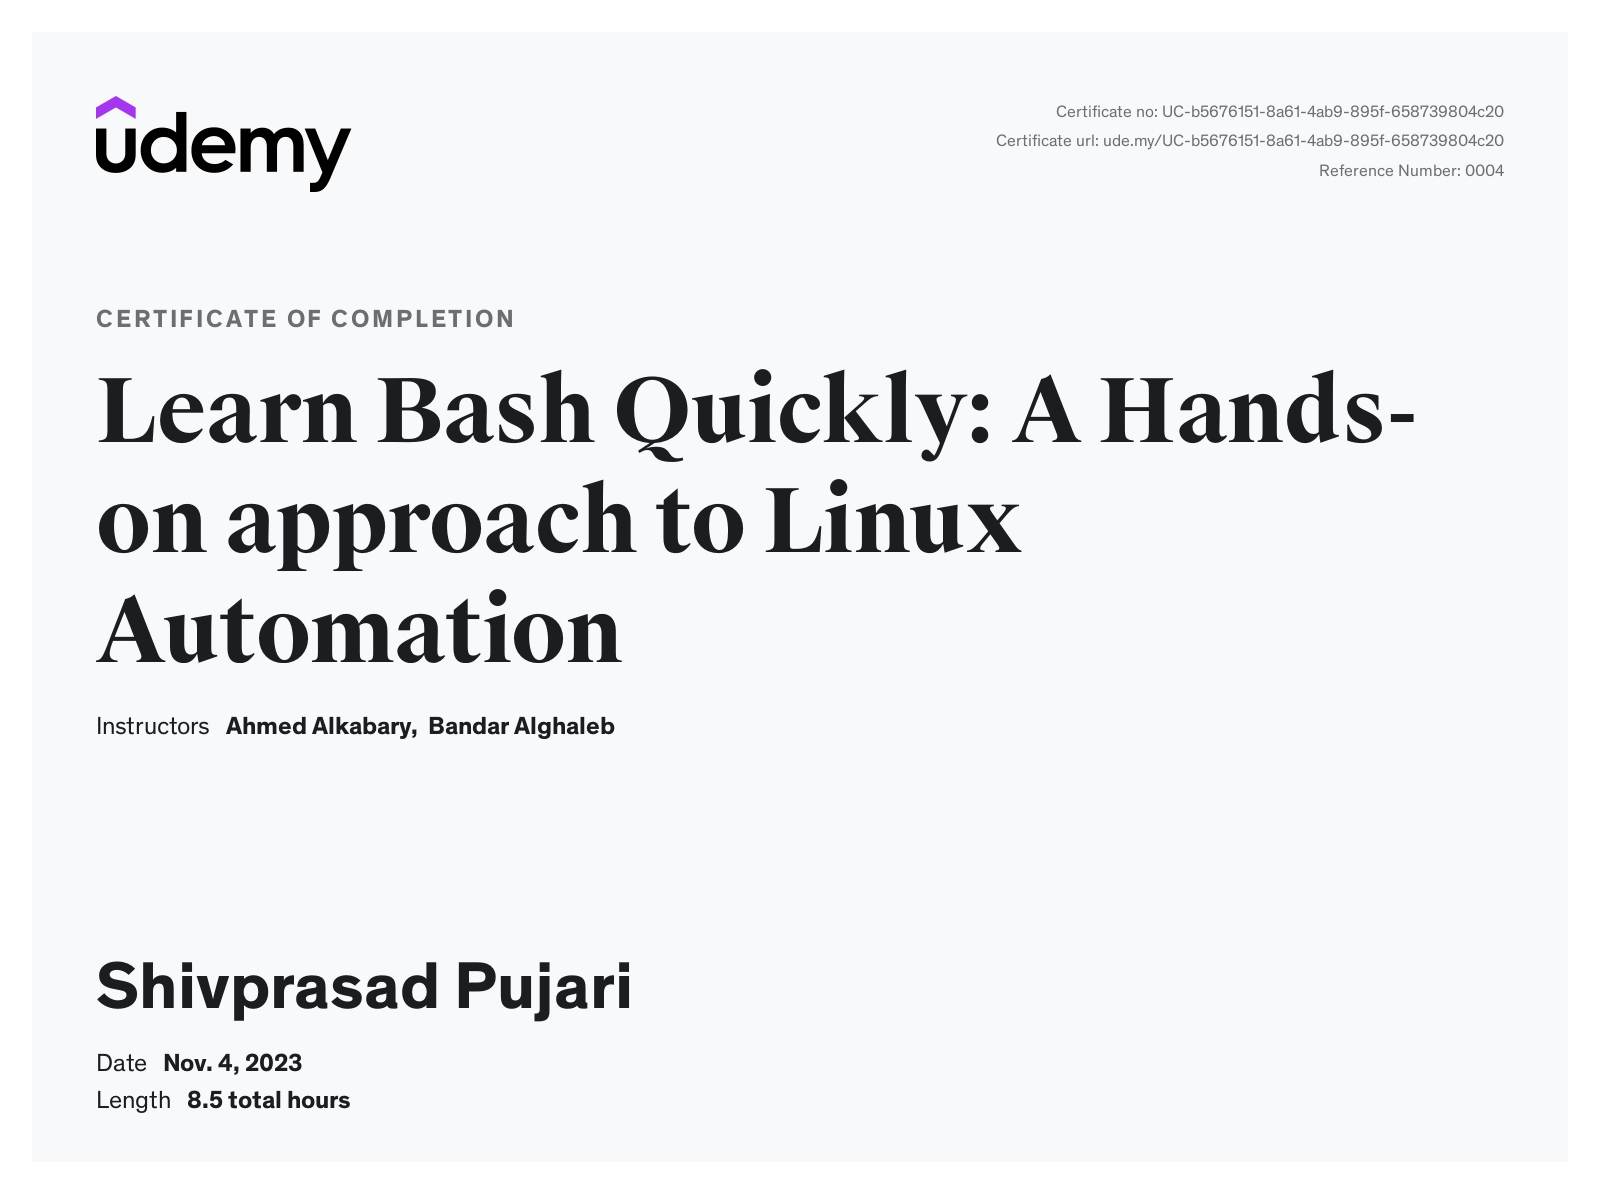 udemy
Certificate no: UC-b5676151-8a61-4ab9-895f-658739804c20
Certificate url: ude.my/UC-b5676151-8a61-4ab9-895f-658739804c20
Reference Number: 0004
CERTIFICATE OF COMPLETION
Learn Bash Quickly: A Hands-
on approach to Linux
Automation
Instructors Ahmed Alkabary, Bandar Alghaleb
Shivprasad Pujari
Date Nov. 4, 2023
Length 8.5 total hours